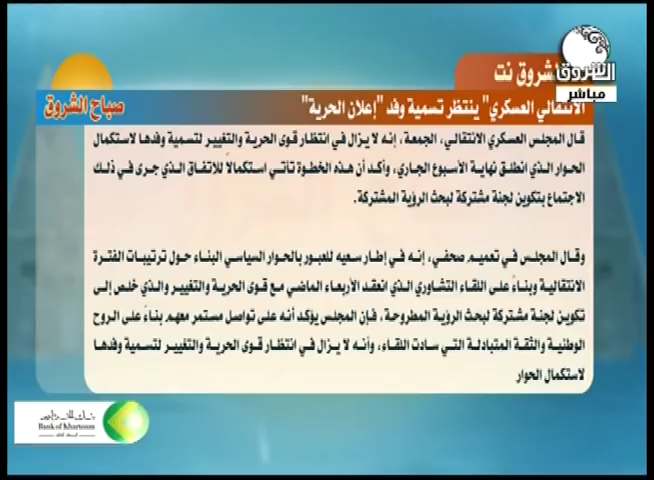 الشروق
مباشر
الشروق نت
صباح الشروق
الانتقالي العسكري" ينتظر تسمية وفد "إعلان الحرية"
قال المجلس العسكري الانتقالي، الجمعة، إنه لا يزال في انتظار قوى الحرية والتغيير لتسمية وفدها لاستكمال
الحوار الذي انطلق نهاية الأسبوع الجاري، وأكد أن هذه الخطوة تأتي استكمالاً للاتفاق الذي جرى في ذلك
الاجتماع بتكوين لجنة مشتركة لبحث الرؤية المشتركة.
وقال المجلس في تعميم صحفي، إنه في إطار سعيه للعبور بالحوار السياسي البناء حول ترتيبات الفترة
الانتقالية وبناءً على اللقاء التشاوري الذي انعقد الأربعاء الماضي مع قوى الحرية والتغيير والذي خلص إلى
تكوين لجنة مشتركة لبحث الرؤية المطروحة، فإن المجلس يؤكد أنه على تواصل مستمر معهم بناءً على الروح
الوطنية والثقة المتبادلة التي سادت اللقاء، وأنه لا يزال في انتظار قوى الحرية والتغيير لتسمية وفدها
لاستكمال الحوار
Bank of Khartoum